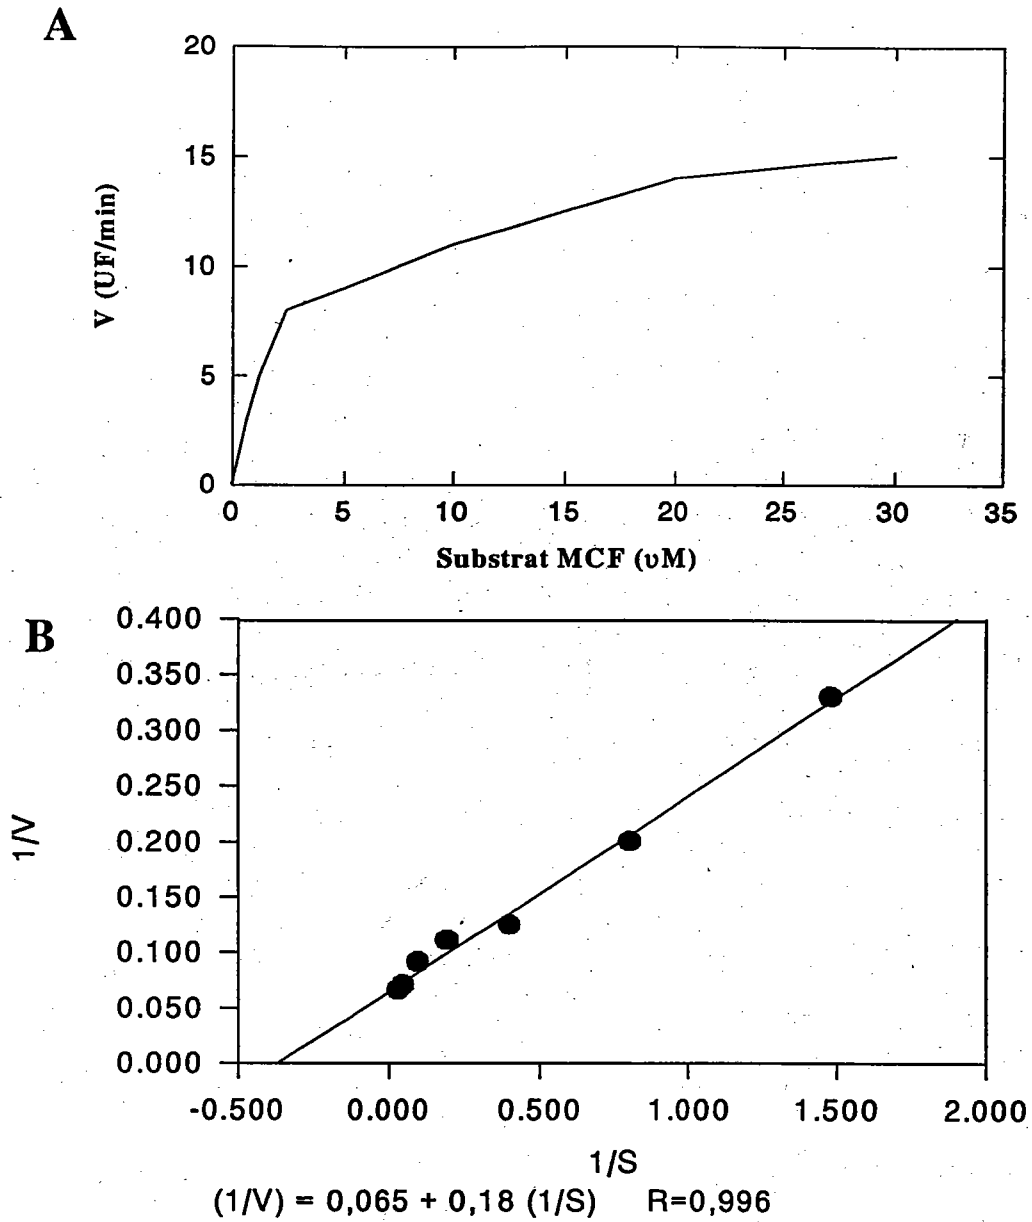 A
20
15
10
5
0
V (UF/min)
0 5 10 15 20 25 30 35
Substrat MCF (υM)
B
0.400
0.350
0.300
0.250
0.200
0.150
0.100
0.050
0.000
1/V
-0.500 0.000 0.500 1.000 1.500 2.000
1/S
(1/V) = 0,065 + 0,18 (1/S) R=0,996